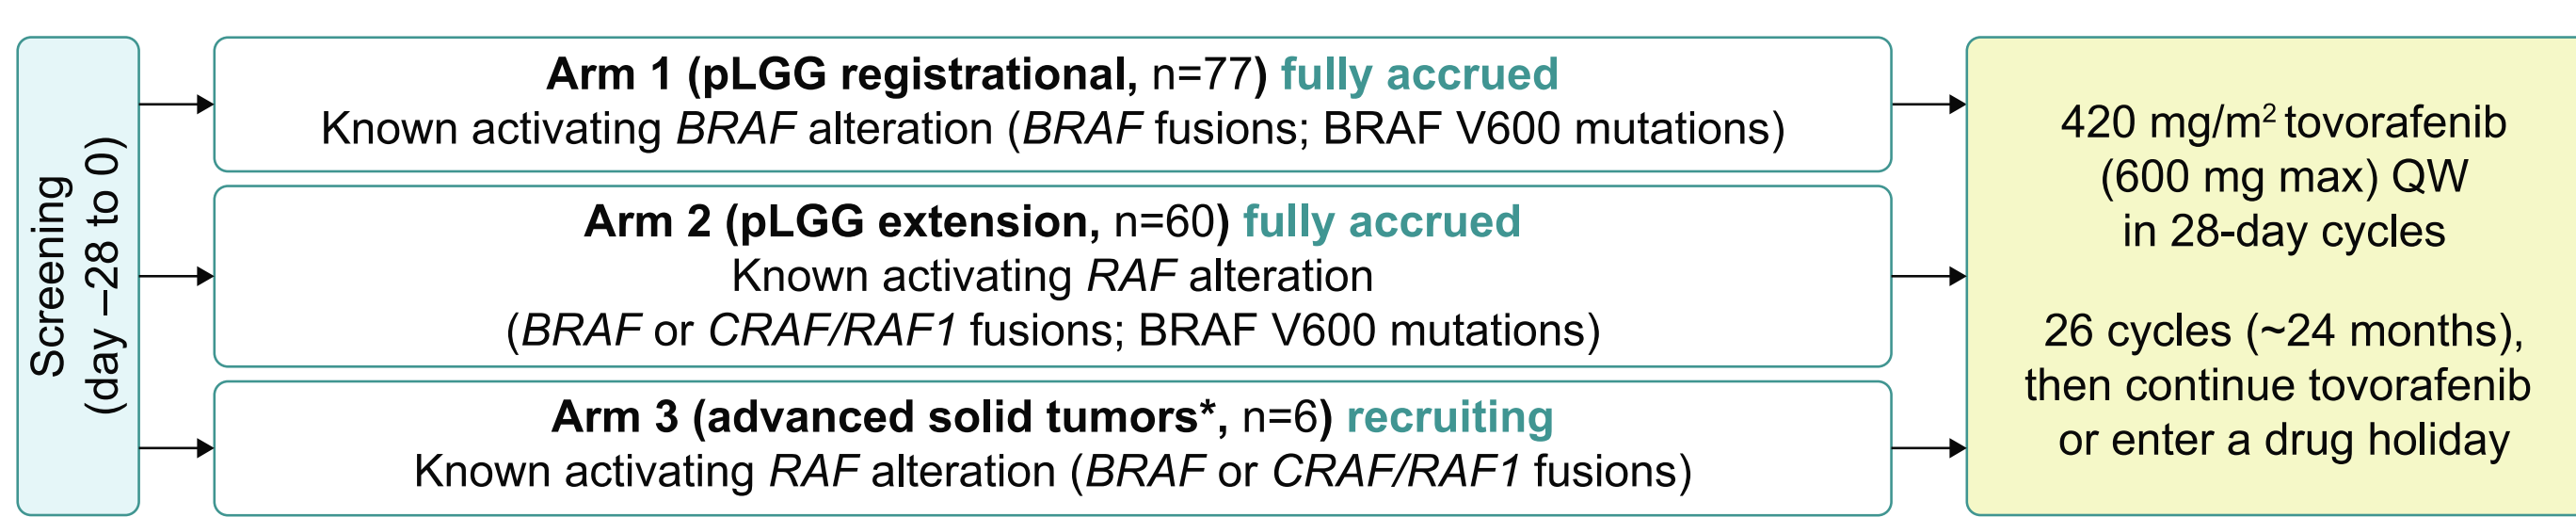 Screening
(day –28 to 0)
Arm 1 (pLGG registrational, n=77) fully accrued
Known activating BRAF alteration (BRAF fusions; BRAF V600 mutations)
Arm 2 (pLGG extension, n=60) fully accrued
Known activating RAF alteration
(BRAF or CRAF/RAF1 fusions; BRAF V600 mutations)
Arm 3 (advanced solid tumors*, n=6) recruiting
Known activating RAF alteration (BRAF or CRAF/RAF1 fusions)
420 mg/m² tovorafenib
(600 mg max) QW
in 28-day cycles
26 cycles (~24 months),
then continue tovorafenib
or enter a drug holiday